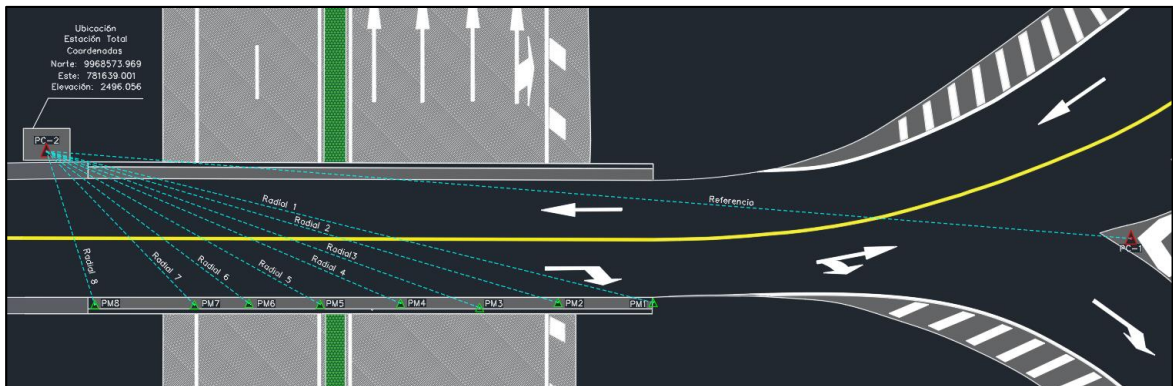 Ubicación
Estación Total
Coordenadas
Norte: 9968573.969
Este: 781639.001
Elevación: 2496.056
PC-2
Radial 1
Referencia
Radial 2
Radial3
Radial 4
Radial 5
Radial 6
Radial 7
Radial 8
PC-1
PM8
PM7
PM6
PM5
PM4
PM3
PM2
PM1